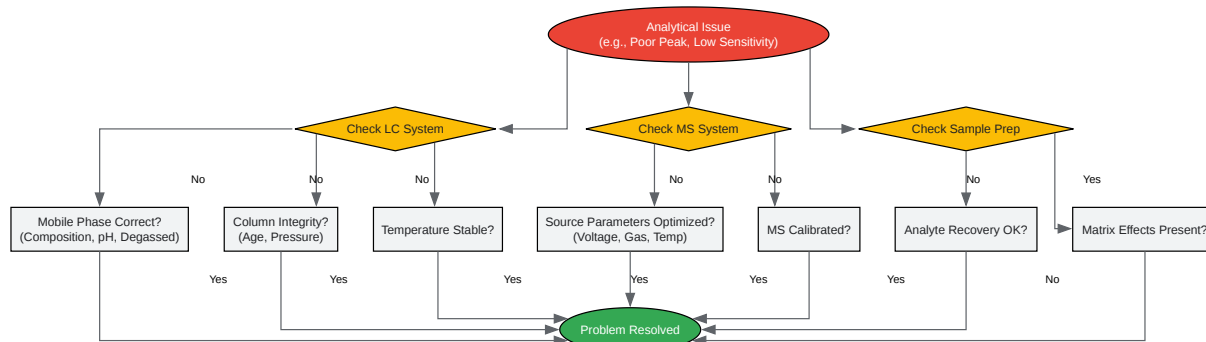 Analytical Issue
(e.g., Poor Peak, Low Sensitivity)
Check LC System
Check MS System
Check Sample Prep
No
No
No
No
No
No
Yes
Mobile Phase Correct?
(Composition, pH, Degassed)
Column Integrity?
(Age, Pressure)
Temperature Stable?
Source Parameters Optimized?
(Voltage, Gas, Temp)
MS Calibrated?
Analyte Recovery OK?
Matrix Effects Present?
Yes
Yes
Yes
Yes
Yes
Yes
No
Problem Resolved